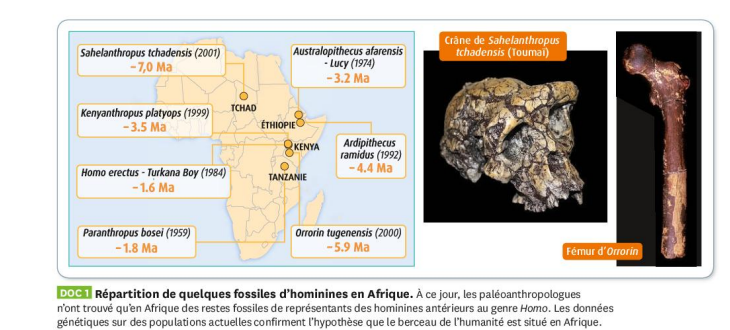 Sahelanthropus tchadensis (2001)
– 7,0 Ma
Australopithecus afarensis
- Lucy (1974)
– 3.2 Ma
Kenyanthropus platyops (1999)
– 3.5 Ma
TCHAD
ÉTHIOPIE
KENYA
TANZANIE
Ardipithecus
ramidus (1992)
– 4.4 Ma
Homo erectus - Turkana Boy (1984)
– 1.6 Ma
Paranthropus bosei (1959)
– 1.8 Ma
Orrorin tugenensis (2000)
– 5.9 Ma
Crâne de Sahelanthropus
tchadensis (Toumaï)
Fémur d'Orrorin
DOC 1 Répartition de quelques fossiles d'hominines en Afrique. À ce jour, les paléoanthropologues
n'ont trouvé qu'en Afrique des restes fossiles de représentants des hominines antérieurs au genre Homo. Les données
génétiques sur des populations actuelles confirment l'hypothèse que le berceau de l'humanité est situé en Afrique.